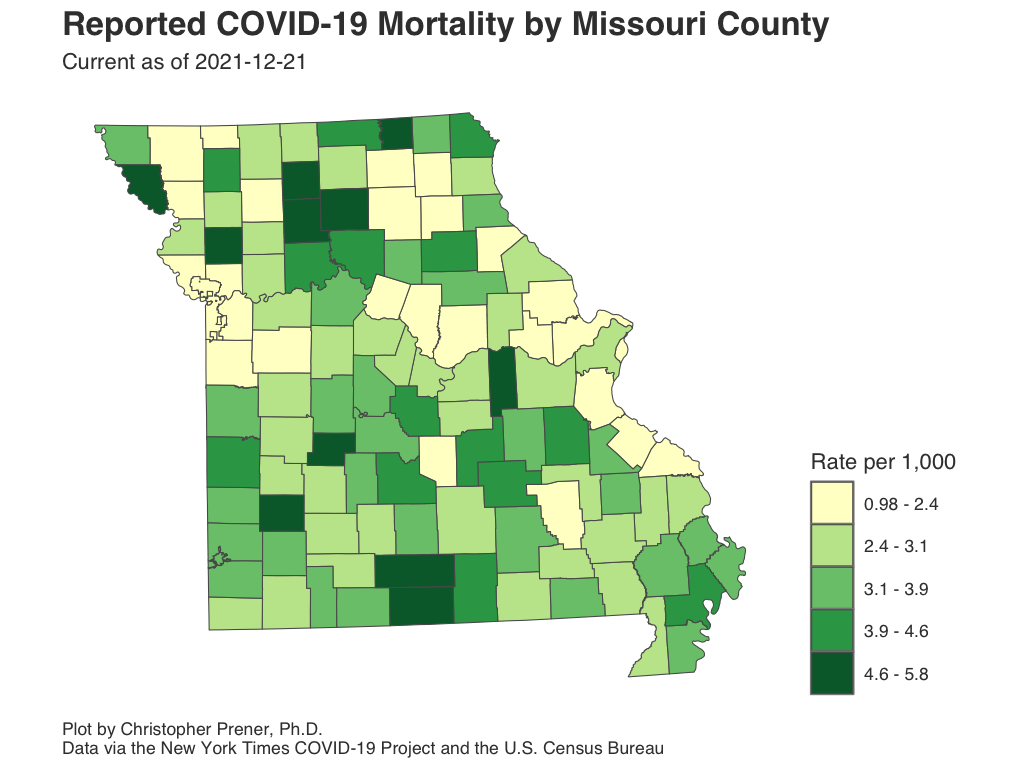 Reported COVID-19 Mortality by Missouri County
Current as of 2021-12-21
Rate per 1,000
0.98 - 2.4
2.4 - 3.1
3.1 - 3.9
3.9 - 4.6
4.6 - 5.8
Plot by Christopher Prener, Ph.D.
Data via the New York Times COVID-19 Project and the U.S. Census Bureau